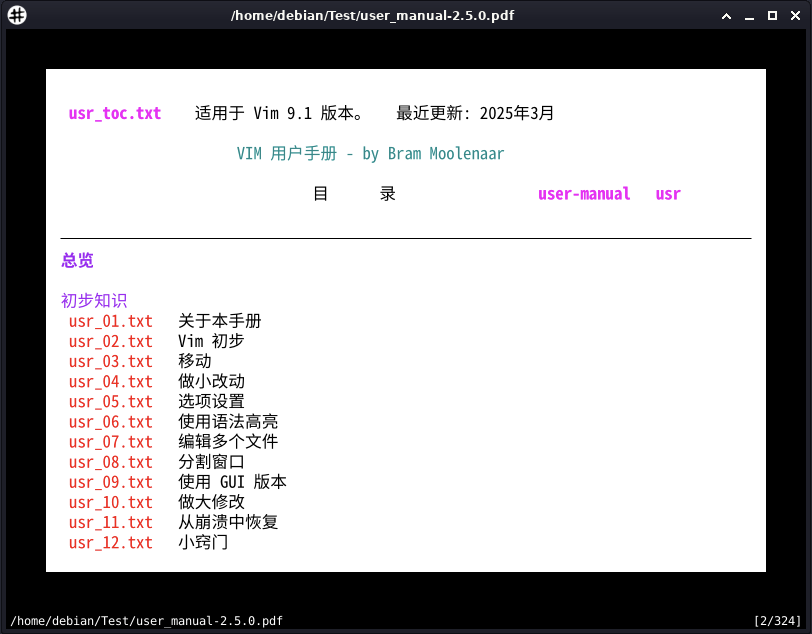 /home/debian/Test/user_manual-2.5.0.pdf
usr_toc.txt 适用于 Vim 9.1 版本。 最近更新: 2025年3月
VIM 用户手册 - by Bram Moolenaar
目 录 user-manual usr
总览
初步知识
usr_01.txt 关于本手册
usr_02.txt Vim 初步
usr_03.txt 移动
usr_04.txt 做小改动
usr_05.txt 选项设置
usr_06.txt 使用语法高亮
usr_07.txt 编辑多个文件
usr_08.txt 分割窗口
usr_09.txt 使用 GUI 版本
usr_10.txt 做大修改
usr_11.txt 从崩溃中恢复
usr_12.txt 小窍门
/home/debian/Test/user_manual-2.5.0.pdf [2/324]